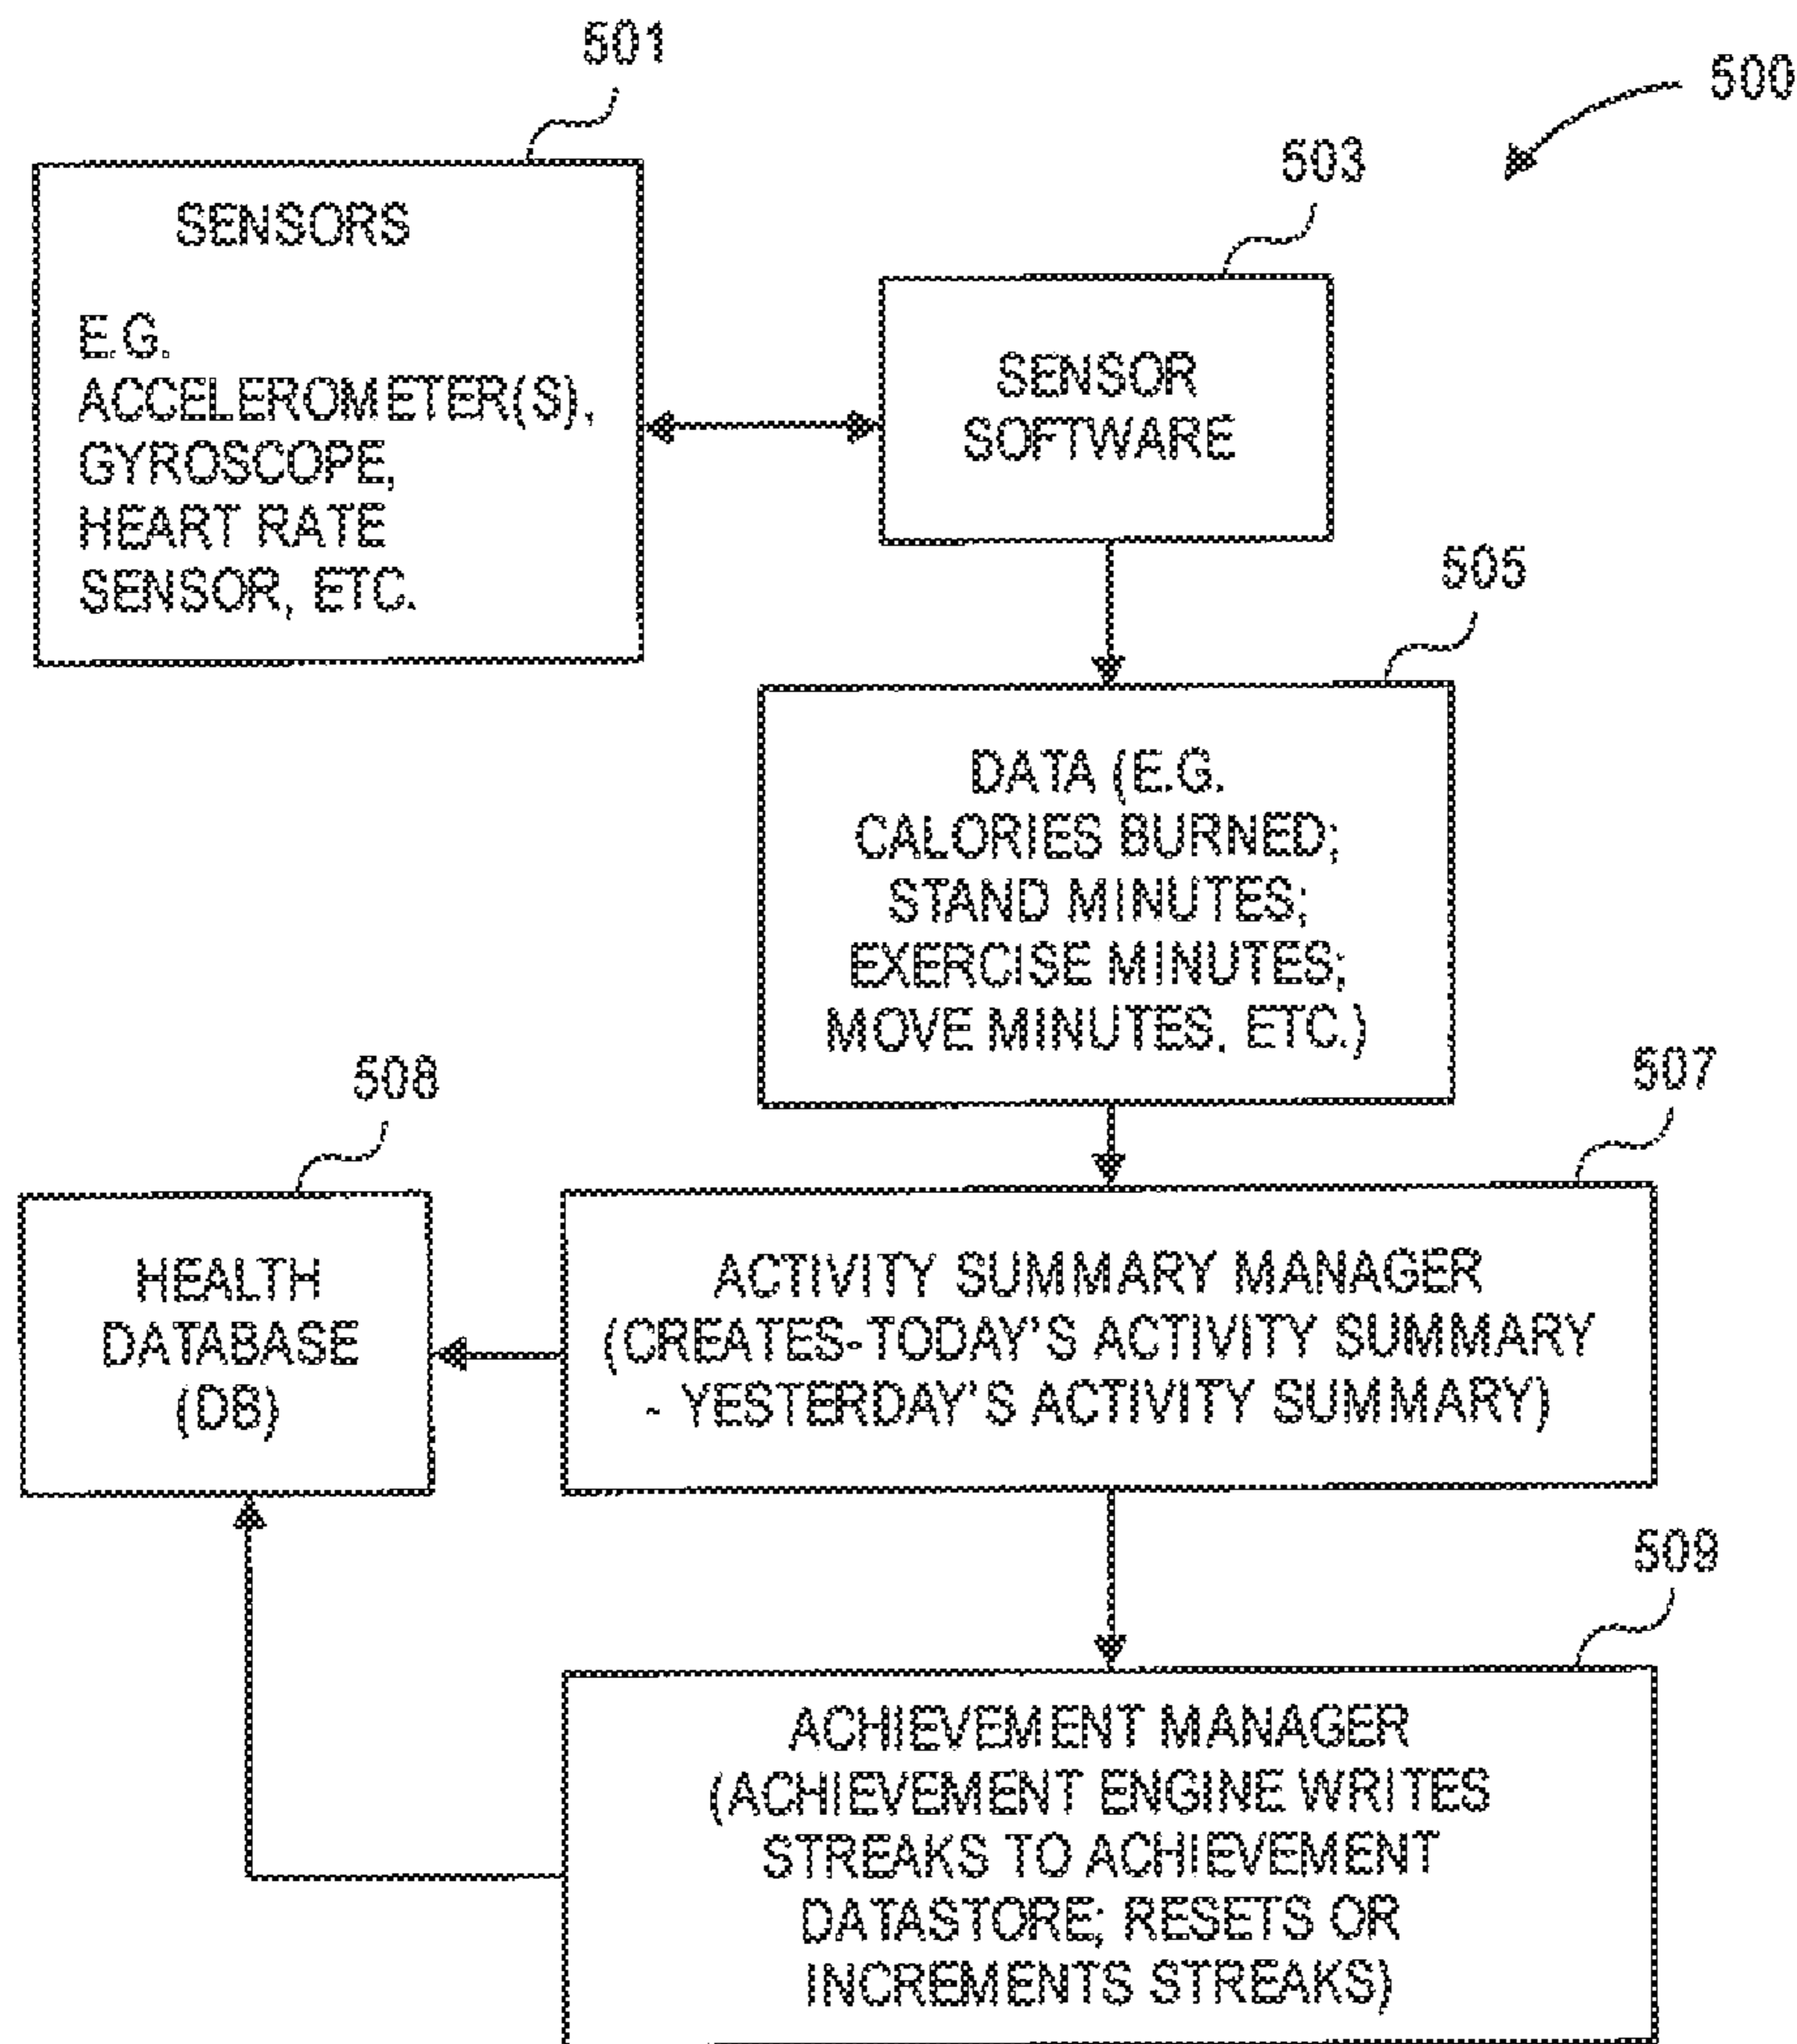 501
500
503
SENSORS
E.G.
ACCELEROMETER(S),
GYROSCOPE,
HEART RATE
SENSOR, ETC.
SENSOR
SOFTWARE
505
DATA (E.G.
CALORIES BURNED;
STAND MINUTES;
EXERCISE MINUTES;
MOVE MINUTES, ETC.)
508
507
HEALTH
DATABASE
(DB)
ACTIVITY SUMMARY MANAGER
(CREATES-TODAY'S ACTIVITY SUMMARY
- YESTERDAY'S ACTIVITY SUMMARY)
509
ACHIEVEMENT MANAGER
(ACHIEVEMENT ENGINE WRITES
STREAKS TO ACHIEVEMENT
DATASTORE; RESETS OR
INCREMENTS STREAKS)